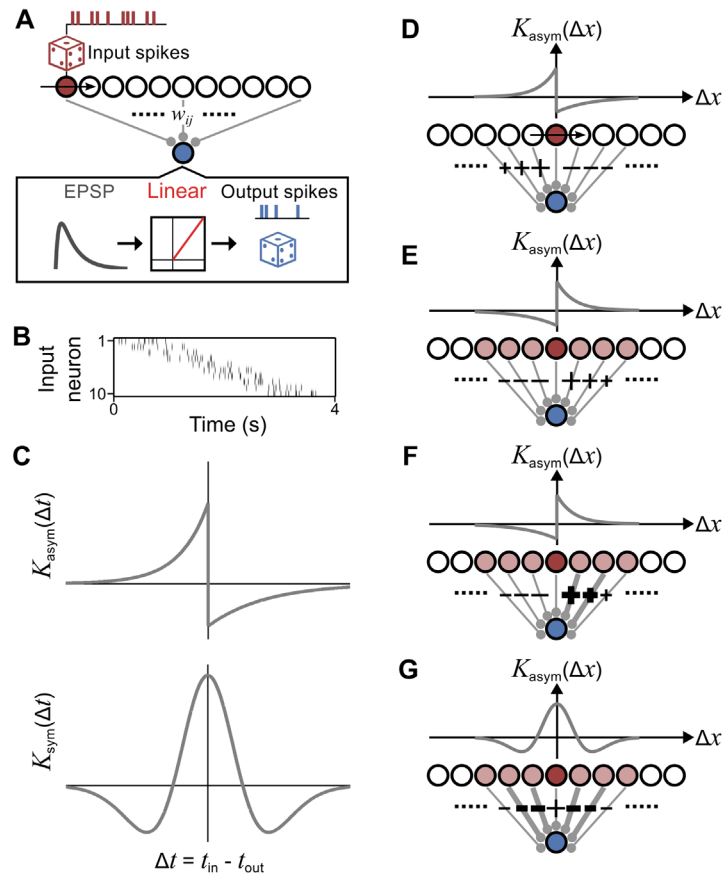 A
Input spikes
w_ij
EPSP
Linear
Output spikes
B
Input
neuron
1
10
0
4
Time (s)
C
K_asym(Δt)
K_sym(Δt)
Δt = t_in - t_out
D
K_asym(Δx)
Δx
+ + + − − −
E
K_asym(Δx)
Δx
− − − + + +
F
K_asym(Δx)
Δx
− − − + + +
G
K_asym(Δx)
Δx
− − − + − − −